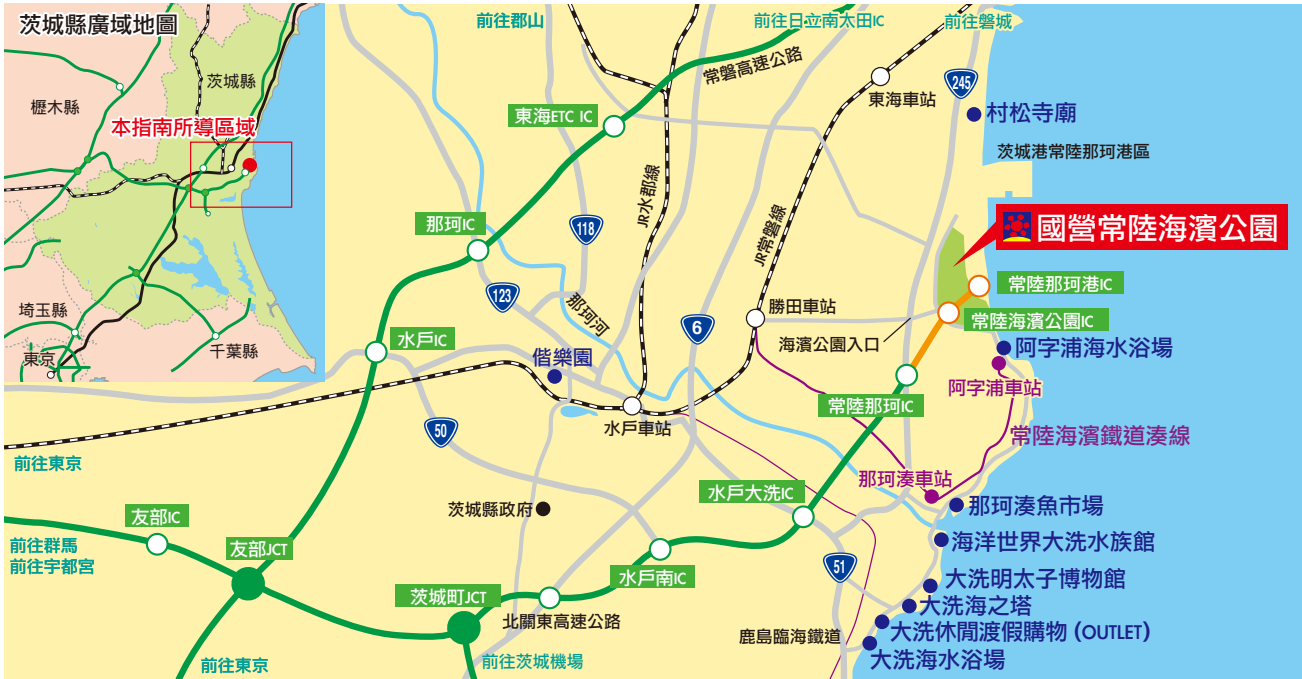 茨城縣廣域地圖
茨城縣
櫪木縣
本指南所導區域
埼玉縣
東京
千葉縣
前往郡山
前往日立南太田IC
前往磐城
常磐高速公路
245
東海車站
村松寺廟
東海ETC IC
茨城港常陸那珂港區
JR水郡線
JR常磐線
國營常陸海濱公園
那珂IC
118
123
那珂河
6
勝田車站
常陸那珂港IC
常陸海濱公園IC
海濱公園入口
水戶IC
偕樂園
阿字浦海水浴場
阿字浦車站
常陸那珂IC
水戶車站
50
常陸海濱鐵道湊線
前往東京
那珂湊車站
水戶大洗IC
茨城縣政府
那珂湊魚市場
友部IC
前往群馬
前往宇都宮
友部JCT
海洋世界大洗水族館
51
水戶南IC
大洗明太子博物館
茨城町JCT
大洗海之塔
北關東高速公路
鹿島臨海鐵道
大洗休閒渡假購物 (OUTLET)
前往東京
前往茨城機場
大洗海水浴場